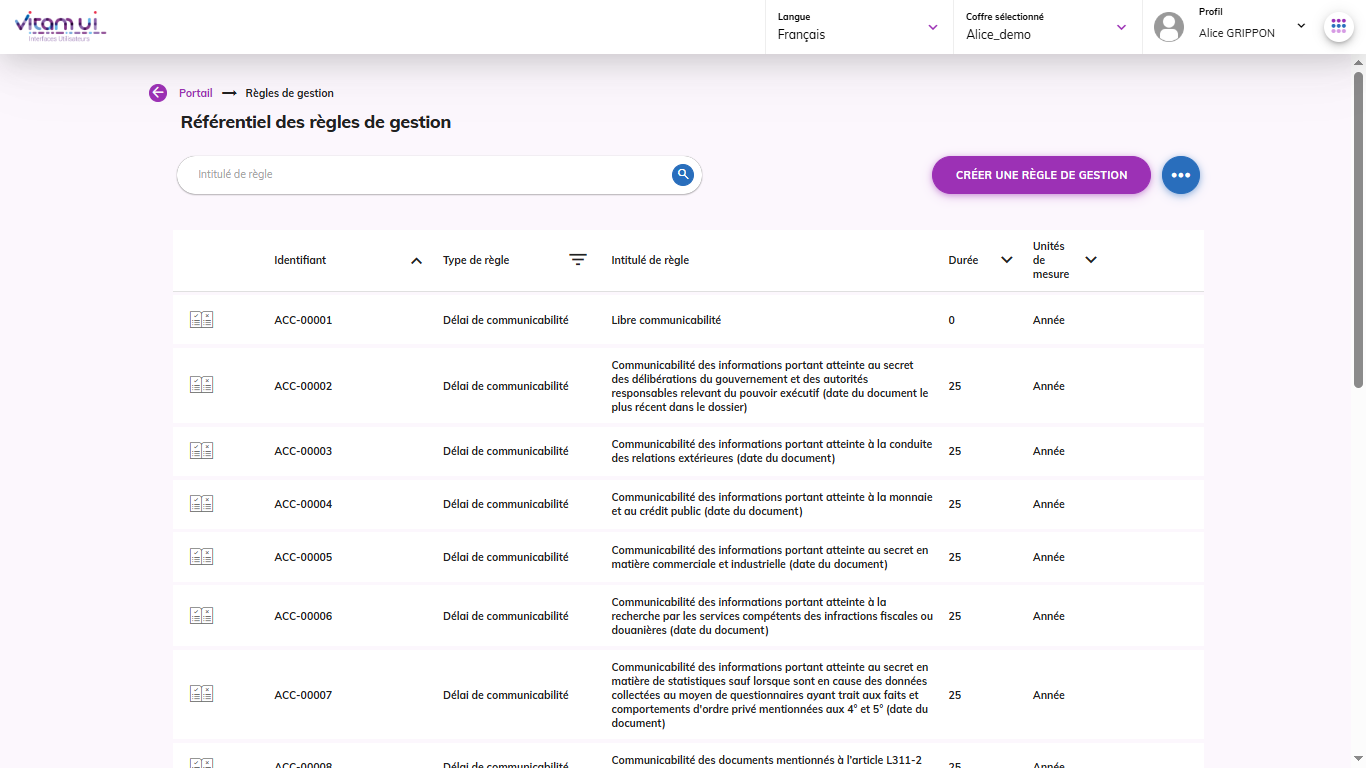 vitam ui
Interfaces Utilisateurs
Langue
Français
Coffre sélectionné
Alice_demo
Profil
Alice GRIPPON
Portail
Règles de gestion
Référentiel des règles de gestion
Intitulé de règle
CRÉER UNE RÈGLE DE GESTION
Identifiant
Type de règle
Intitulé de règle
Durée
Unités
de
mesure
ACC-00001
Délai de communicabilité
Libre communicabilité
0
Année
ACC-00002
Délai de communicabilité
Communicabilité des informations portant atteinte au secret
des délibérations du gouvernement et des autorités
responsables relevant du pouvoir exécutif (date du document le
plus récent dans le dossier)
25
Année
ACC-00003
Délai de communicabilité
Communicabilité des informations portant atteinte à la conduite
des relations extérieures (date du document)
25
Année
ACC-00004
Délai de communicabilité
Communicabilité des informations portant atteinte à la monnaie
et au crédit public (date du document)
25
Année
ACC-00005
Délai de communicabilité
Communicabilité des informations portant atteinte au secret en
matière commerciale et industrielle (date du document)
25
Année
ACC-00006
Délai de communicabilité
Communicabilité des informations portant atteinte à la
recherche par les services compétents des infractions fiscales ou
douanières (date du document)
25
Année
ACC-00007
Délai de communicabilité
Communicabilité des informations portant atteinte au secret en
matière de statistiques sauf lorsque sont en cause des données
collectées au moyen de questionnaires ayant trait aux faits et
comportements d'ordre privé mentionnées aux 4° et 5° (date du
document)
25
Année
ACC-00008
Délai de communicabilité
Communicabilité des documents mentionnés à l'article L311-2
25
Année